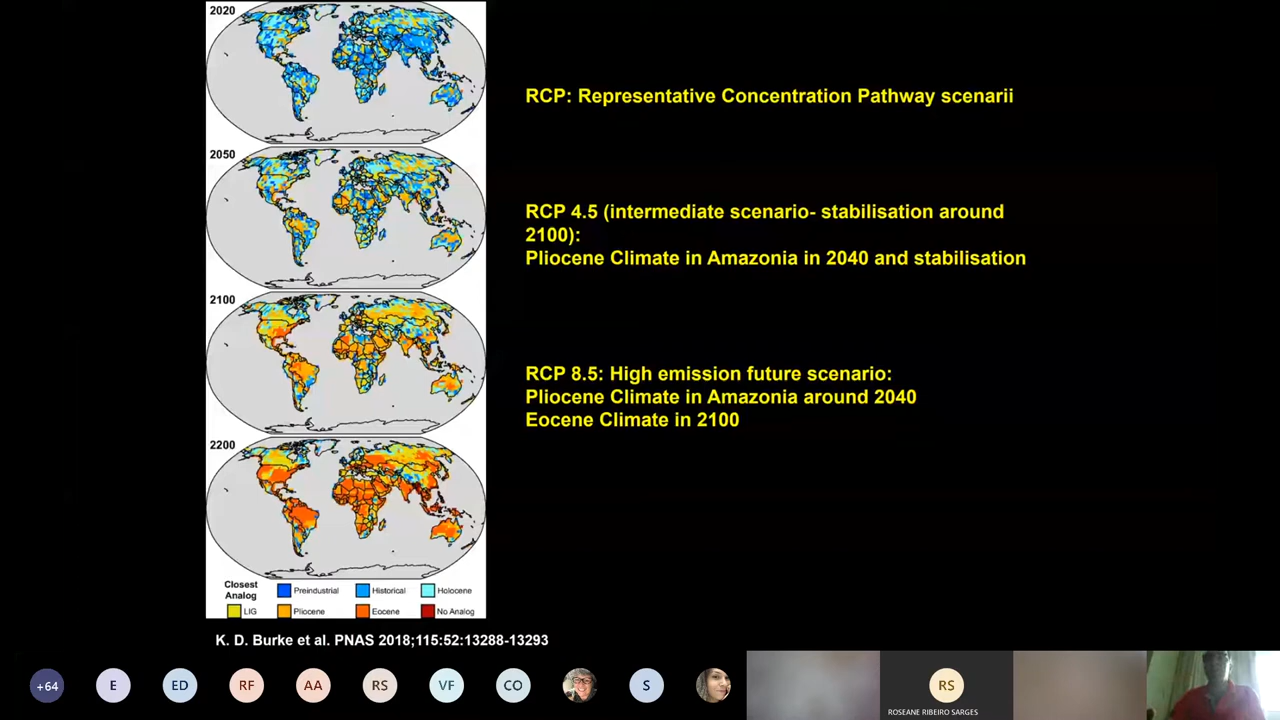 2020
RCP: Representative Concentration Pathway scenarii
2050
RCP 4.5 (intermediate scenario- stabilisation around
2100):
Pliocene Climate in Amazonia in 2040 and stabilisation
2100
RCP 8.5: High emission future scenario:
Pliocene Climate in Amazonia around 2040
Eocene Climate in 2100
2200
Closest
Analog
Preindustrial Historical Holocene
LIG Pliocene Eocene No Analog
K. D. Burke et al. PNAS 2018;115:52:13288-13293
+64 E ED RF AA RS VF CO S RS
ROSEANE RIBEIRO SARGES